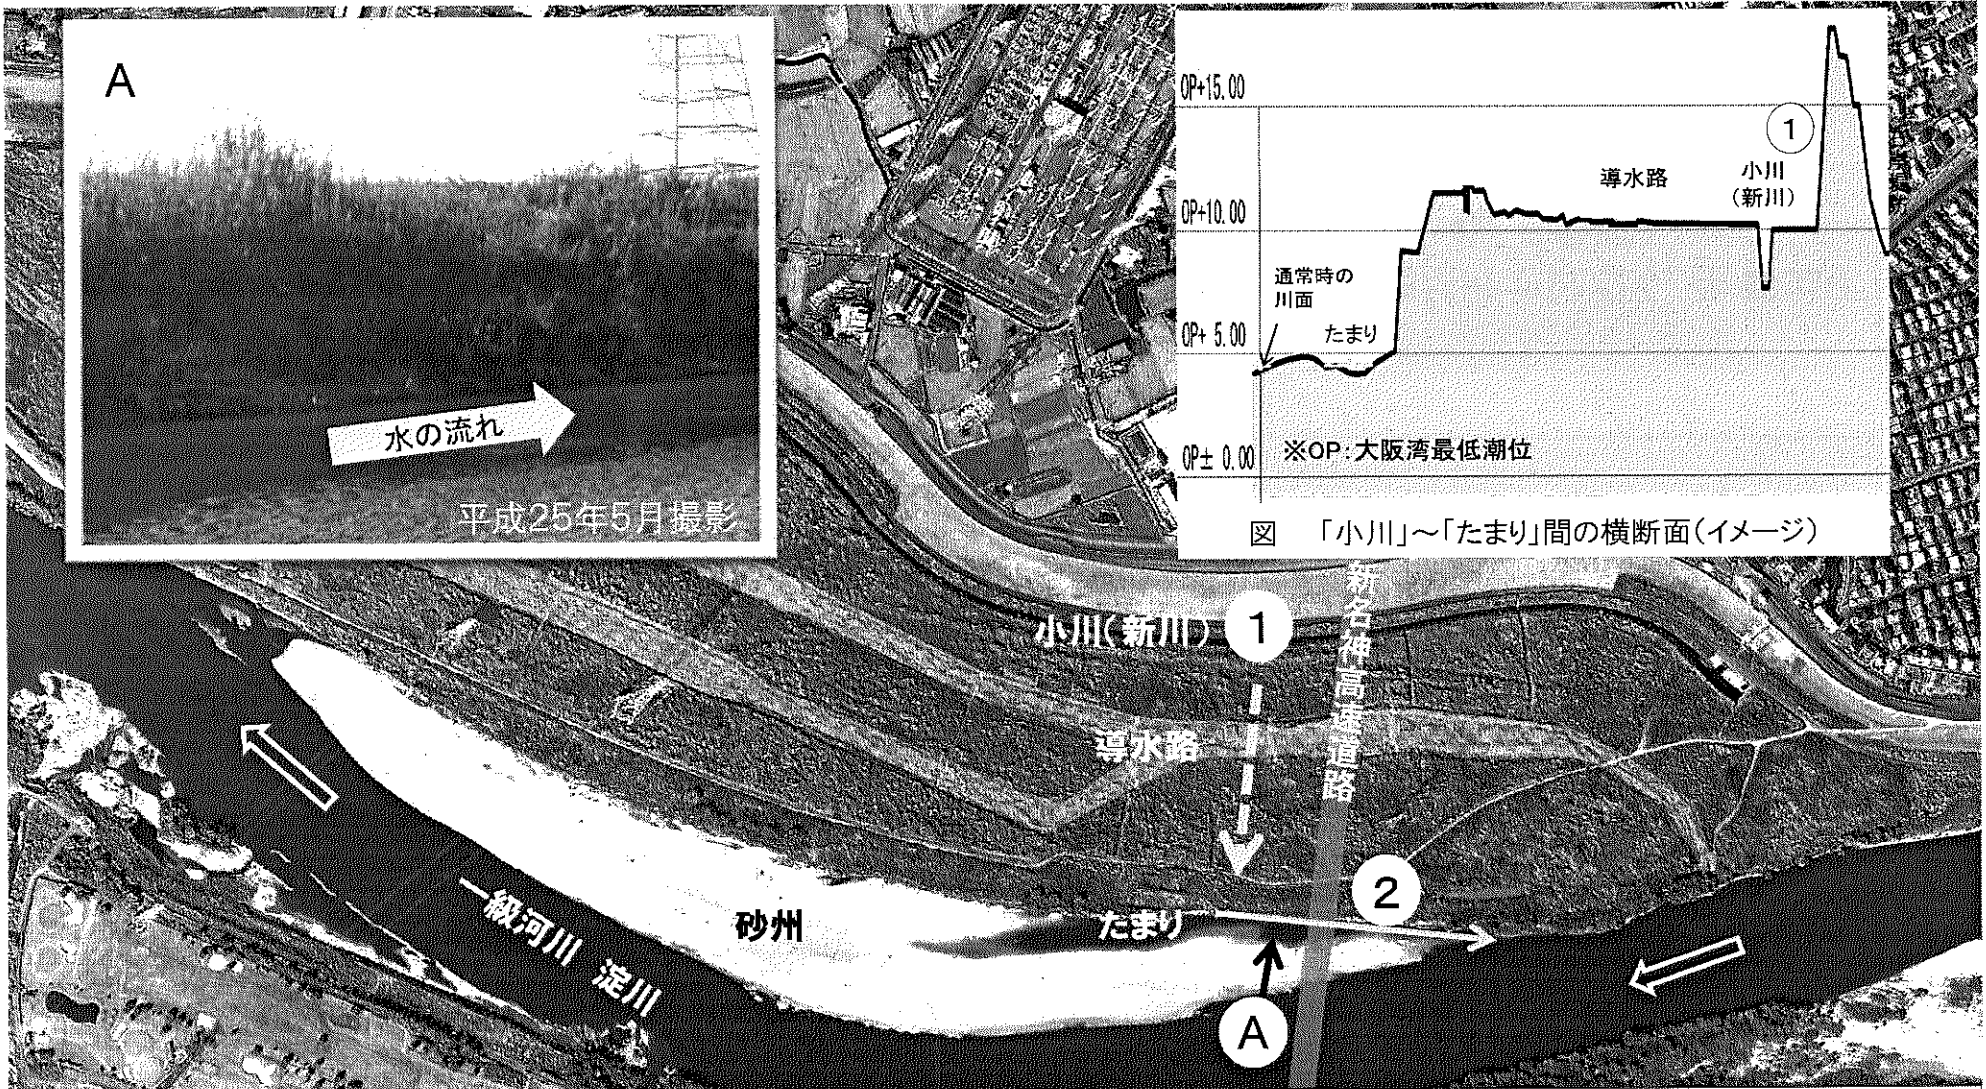 A
水の流れ
平成25年5月撮影
OP+15.00
OP+10.00
OP+ 5.00
OP± 0.00
①
導水路
小川
(新川)
通常時の
川面
たまり
※OP:大阪湾最低潮位
図 「小川」~「たまり」間の横断面(イメージ)
小川(新川)
1
新名神高速道路
導水路
2
砂州
たまり
一級河川 淀川
A